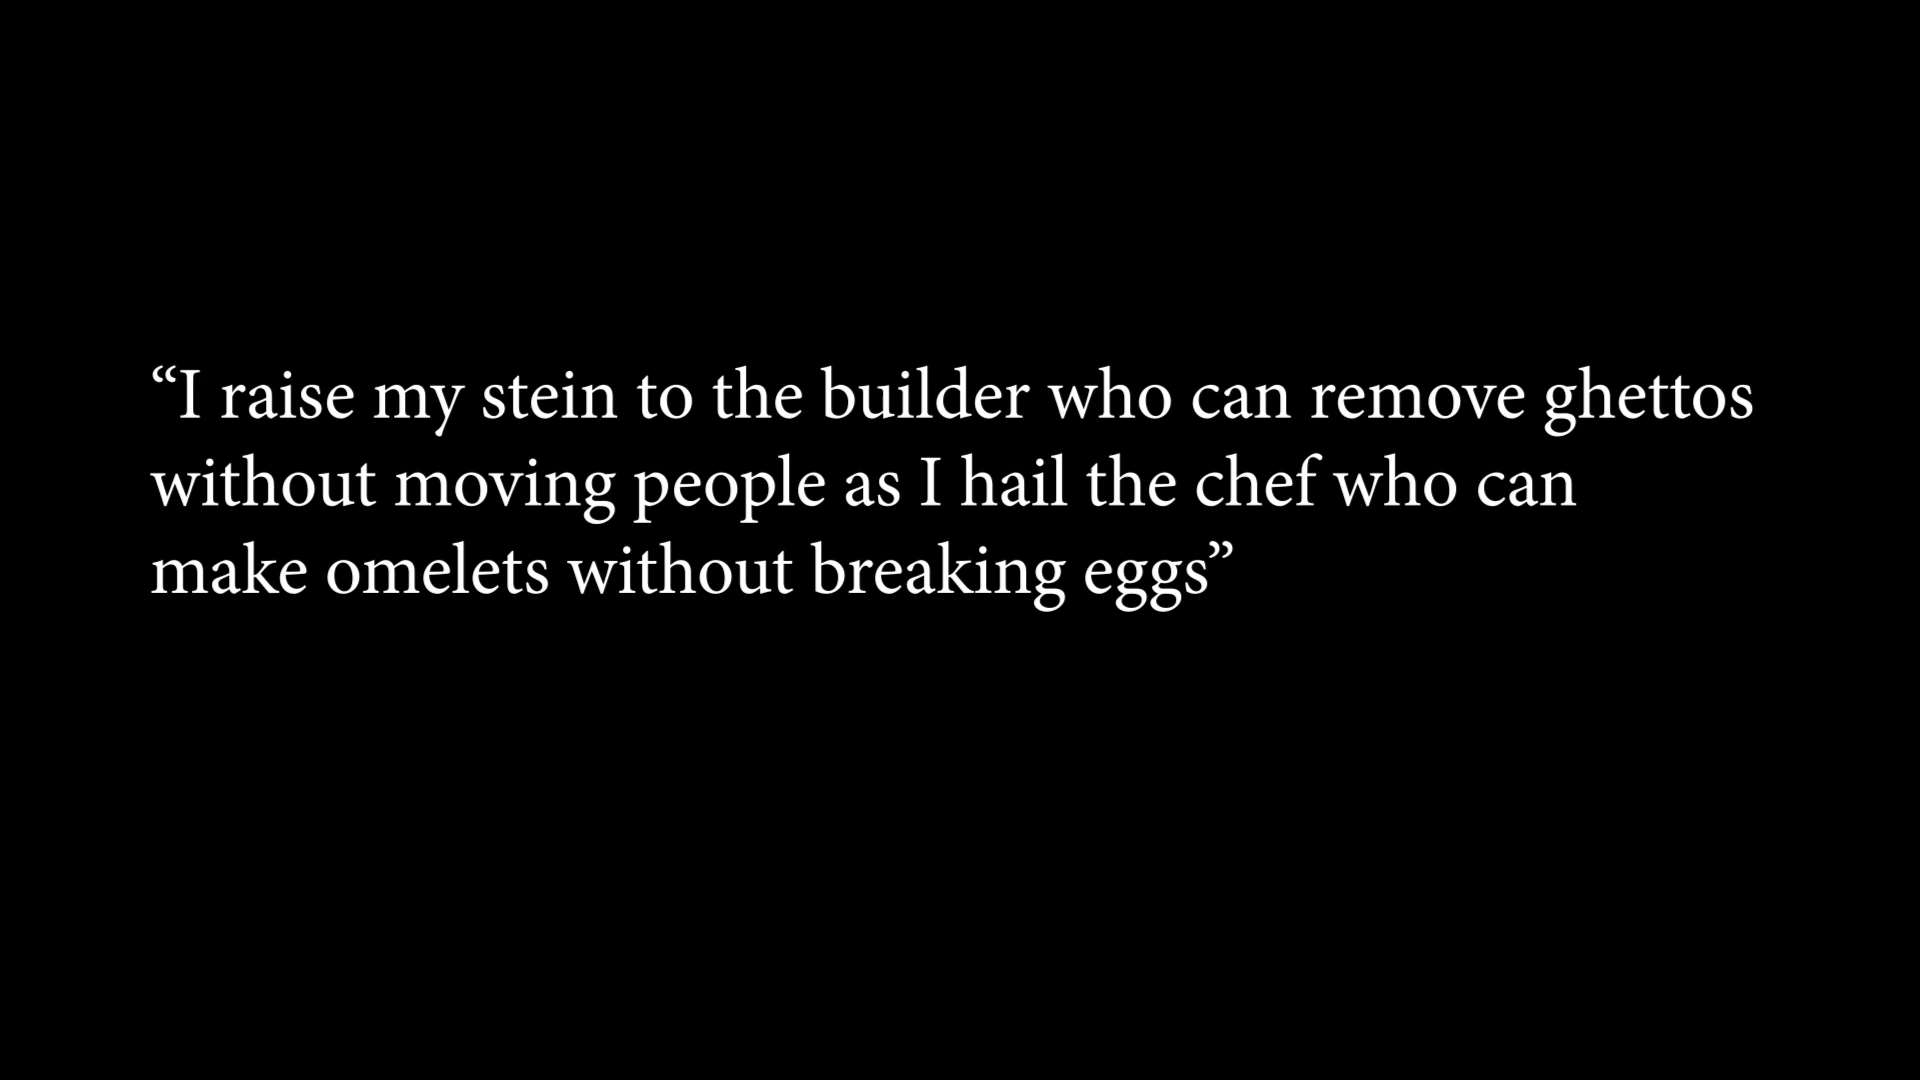 “I raise my stein to the builder who can remove ghettos
without moving people as I hail the chef who can
make omelets without breaking eggs”